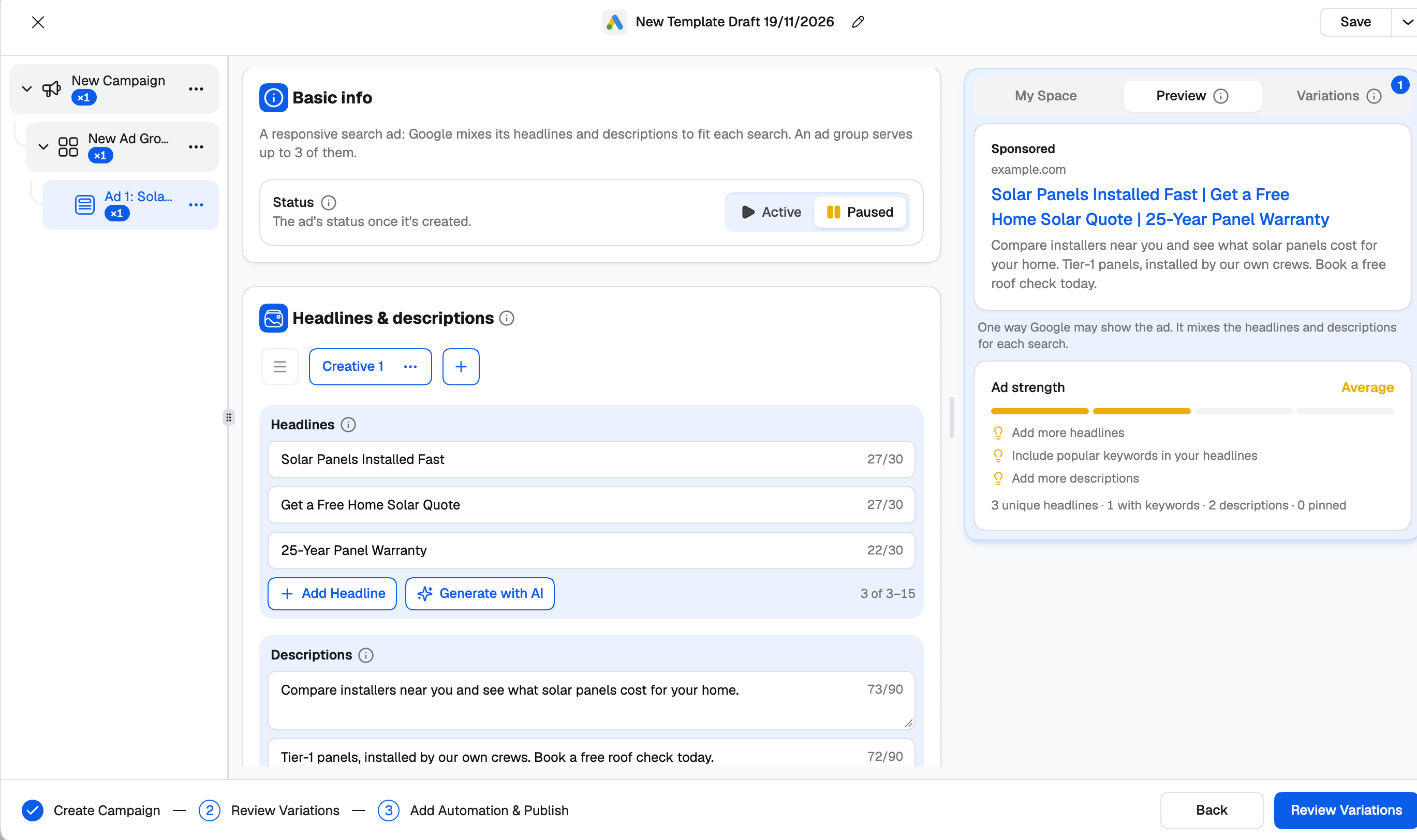 New Template Draft 19/11/2026
Save
New Campaign
×1
New Ad Gro...
×1
Ad 1: Sola...
×1
Basic info
A responsive search ad: Google mixes its headlines and descriptions to fit each search. An ad group serves
up to 3 of them.
Status
The ad's status once it's created.
Active
Paused
Headlines & descriptions
Creative 1
Headlines
Solar Panels Installed Fast
27/30
Get a Free Home Solar Quote
27/30
25-Year Panel Warranty
22/30
Add Headline
Generate with AI
3 of 3–15
Descriptions
Compare installers near you and see what solar panels cost for your home.
73/90
Tier-1 panels, installed by our own crews. Book a free roof check today.
72/90
My Space
Preview
Variations
1
Sponsored
example.com
Solar Panels Installed Fast | Get a Free
Home Solar Quote | 25-Year Panel Warranty
Compare installers near you and see what solar panels cost for
your home. Tier-1 panels, installed by our own crews. Book a free
roof check today.
One way Google may show the ad. It mixes the headlines and descriptions
for each search.
Ad strength
Average
Add more headlines
Include popular keywords in your headlines
Add more descriptions
3 unique headlines · 1 with keywords · 2 descriptions · 0 pinned
Create Campaign
2 Review Variations
3 Add Automation & Publish
Back
Review Variations